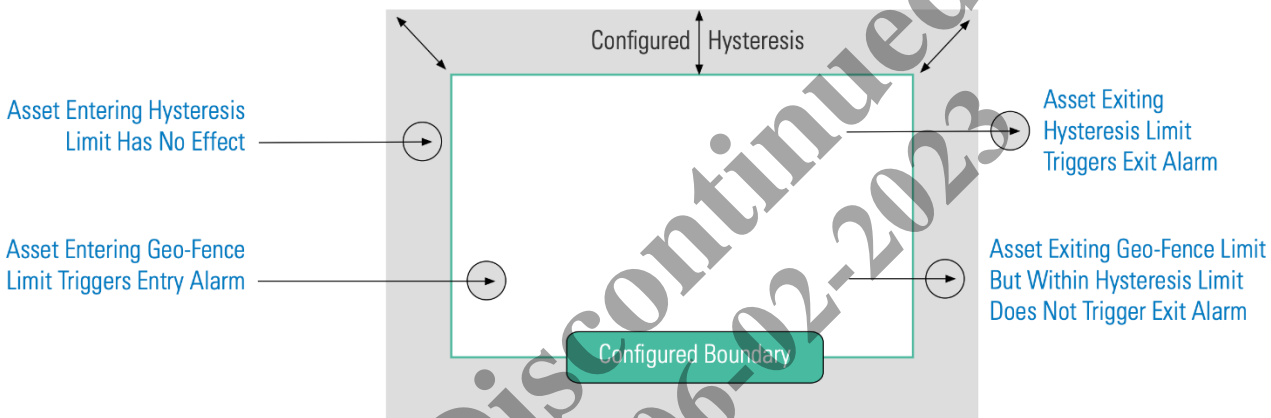 Configured Hysteresis
Asset Entering Hysteresis
Limit Has No Effect
Asset Exiting
Hysteresis Limit
Triggers Exit Alarm
Asset Entering Geo-Fence
Limit Triggers Entry Alarm
Asset Exiting Geo-Fence Limit
But Within Hysteresis Limit
Does Not Trigger Exit Alarm
Configured Boundary
Discontinued
06-02-2023